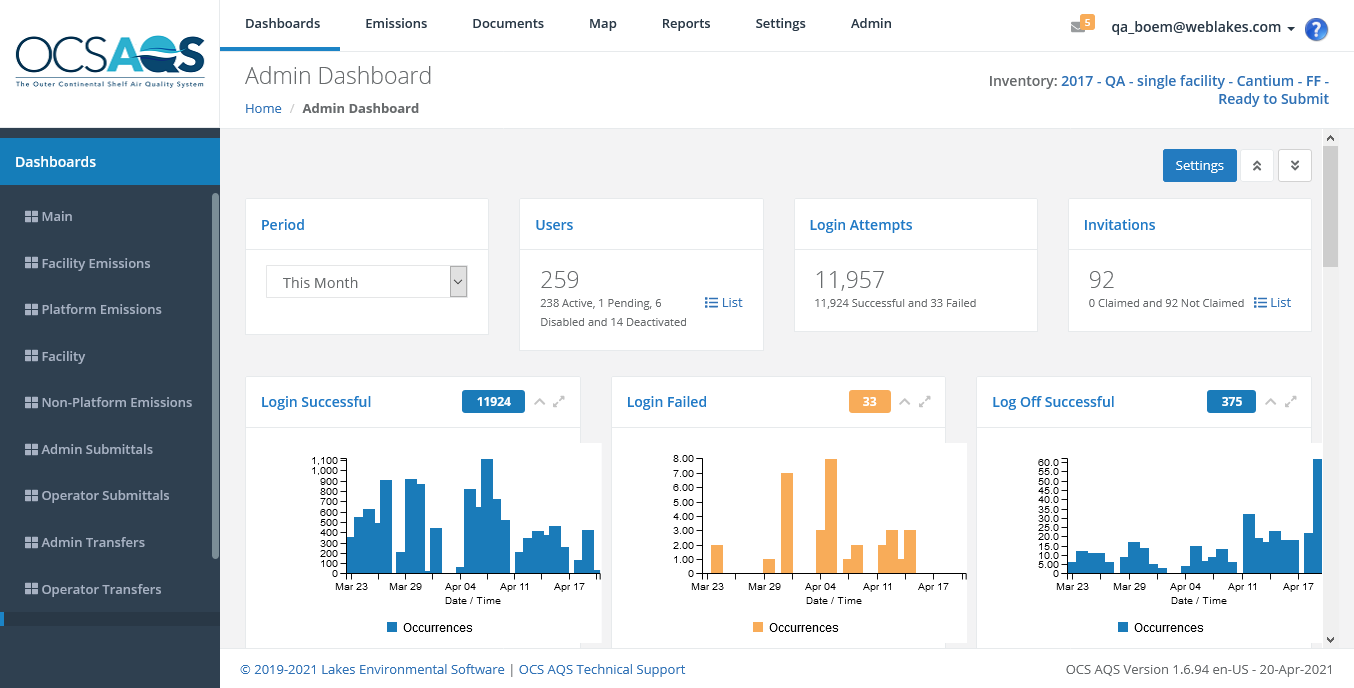 OCSAQS
The Outer Continental Shelf Air Quality System
Dashboards Emissions Documents Map Reports Settings Admin
5 qa_boem@weblakes.com ?
Admin Dashboard
Home / Admin Dashboard
Inventory: 2017 - QA - single facility - Cantium - FF -
Ready to Submit
Dashboards
Main
Facility Emissions
Platform Emissions
Facility
Non-Platform Emissions
Admin Submittals
Operator Submittals
Admin Transfers
Operator Transfers
Settings
Period
This Month
Users
259
238 Active, 1 Pending, 6
Disabled and 14 Deactivated
List
Login Attempts
11,957
11,924 Successful and 33 Failed
Invitations
92
0 Claimed and 92 Not Claimed
List
Login Successful 11924
1,100
1,000
900
800
700
600
500
400
300
200
100
0
Mar 23 Mar 29 Apr 04 Apr 11 Apr 17
Date / Time
Occurrences
Login Failed 33
8.00
7.00
6.00
5.00
4.00
3.00
2.00
1.00
0
Mar 23 Mar 29 Apr 04 Apr 11 Apr 17
Date / Time
Occurrences
Log Off Successful 375
60.0
55.0
50.0
45.0
40.0
35.0
30.0
25.0
20.0
15.0
10.00
5.00
0
Mar 23 Mar 29 Apr 04 Apr 11 Apr 17
Date / Time
Occurrences
© 2019-2021 Lakes Environmental Software | OCS AQS Technical Support
OCS AQS Version 1.6.94 en-US - 20-Apr-2021